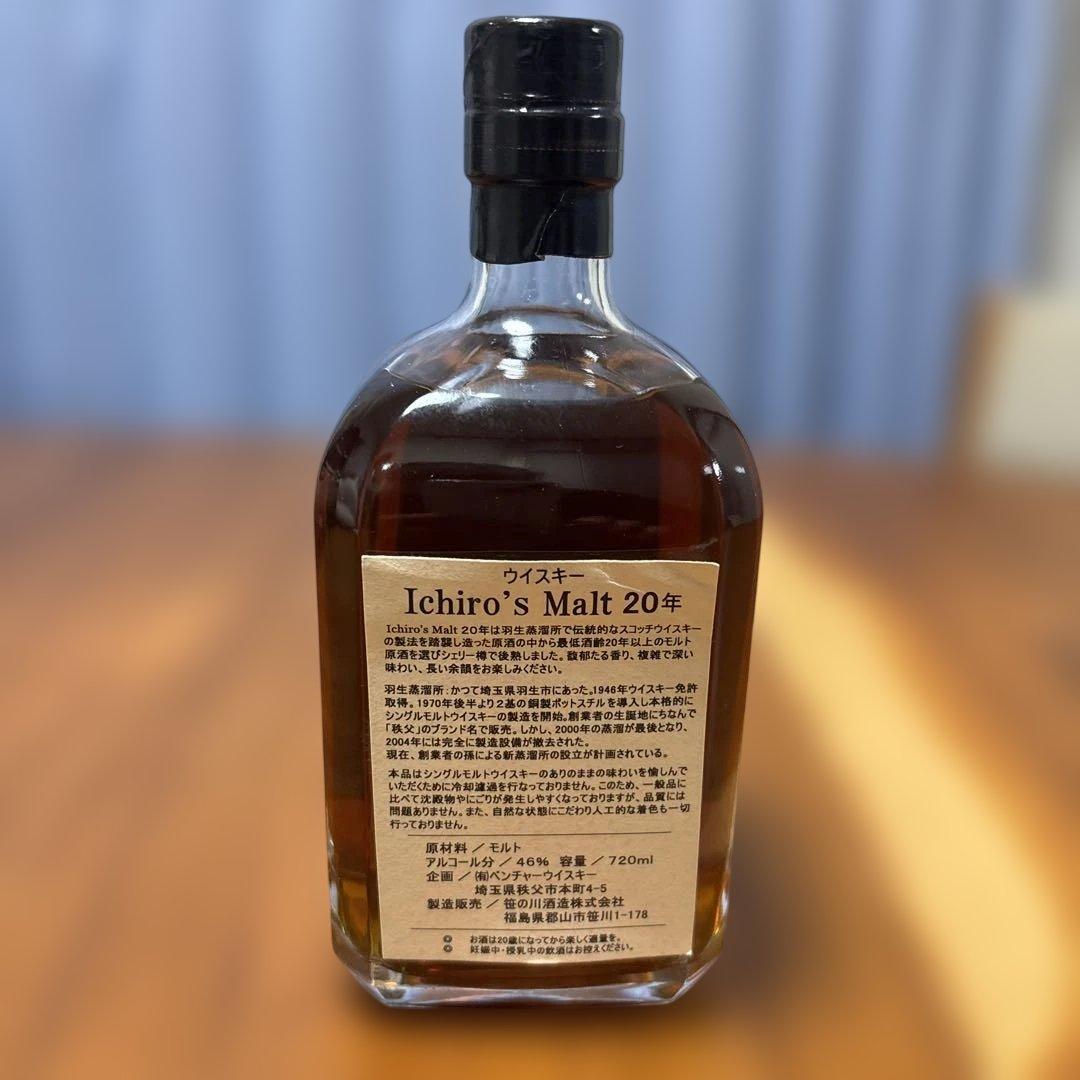 ウイスキー
Ichiro's Malt 20年
Ichiro's Malt 20年は羽生蒸溜所で伝統的なスコッチウイスキー
の製法を踏襲し造った原酒の中から最低酒齢20年以上のモルト
原酒を選びシェリー樽で後熟しました。馥郁たる香り、複雑で深い
味わい、長い余韻をお楽しみください。
羽生蒸溜所：かつて埼玉県羽生市にあった。1946年ウイスキー免許
取得。1970年後半より2基の銅製ポットスチルを導入し本格的に
シングルモルトウイスキーの製造を開始。創業者の生誕地にちなんで
「秩父」のブランド名で販売。しかし、2000年の蒸溜が最後となり、
2004年には完全に製造設備が撤去された。
現在、創業者の孫による新蒸溜所の設立が計画されている。
本品はシングルモルトウイスキーのありのままの味わいを愉しんで
いただくために冷却濾過を行なっておりません。このため、一般品に
比べて沈殿物やにごりが発生しやすくなっておりますが、品質には
問題ありません。また、自然な状態にこだわり人工的な着色も一切
行っておりません。
原材料／モルト
アルコール分／46% 容量／720ml
企画／㈲ベンチャーウイスキー
埼玉県秩父市本町4-5
製造販売／笹の川酒造株式会社
福島県郡山市笹川1-178
◎ お酒は20歳になってから楽しく適量を。
◎ 妊娠中・授乳中の飲酒はお控えください。